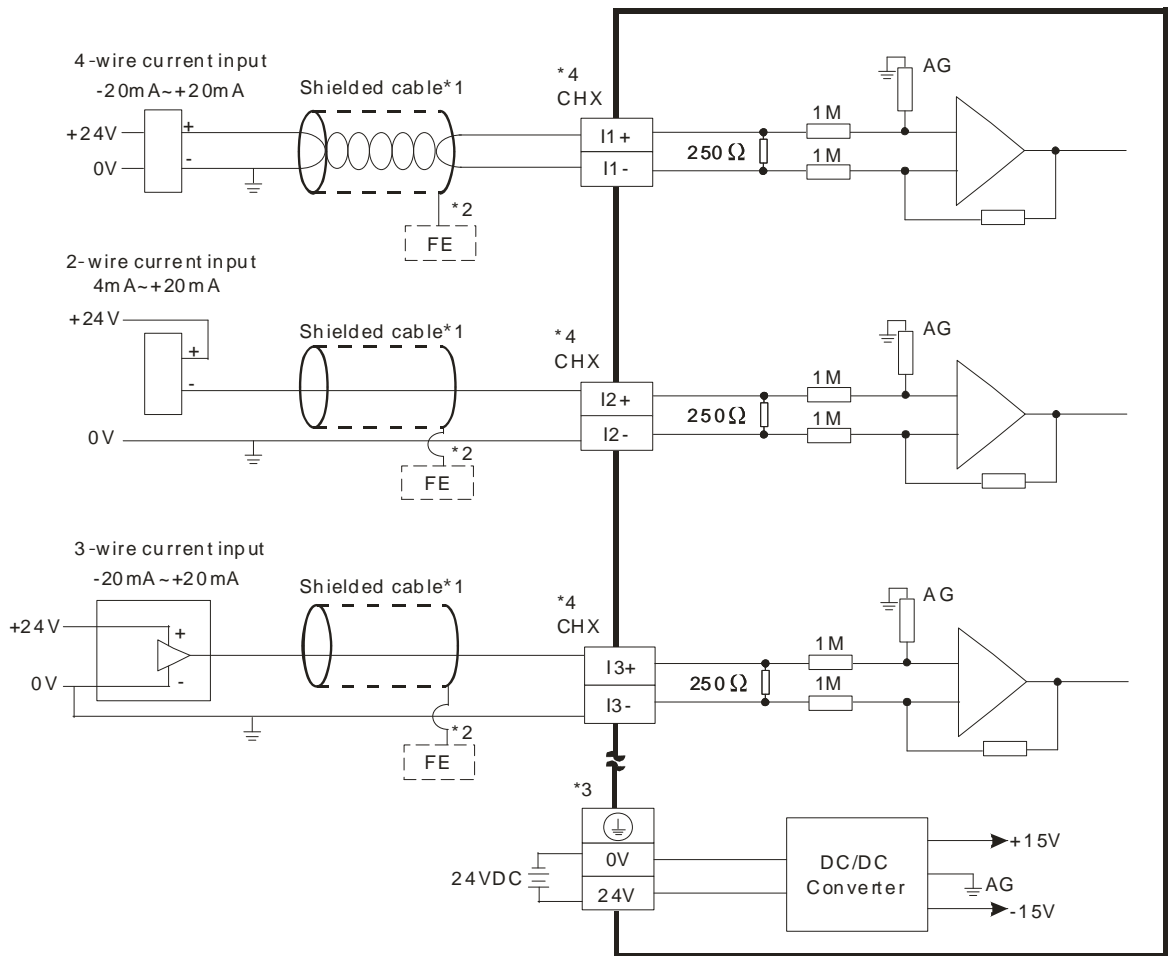 4-wire current input
-20mA~+20mA
+24V
0V
+
-
Shielded cable*1
*2
FE
*4
CHX
I1+
I1-
250Ω
1M
1M
AG
2-wire current input
4mA~+20mA
+24V
+
-
0V
Shielded cable*1
*2
FE
*4
CHX
I2+
I2-
250Ω
1M
1M
AG
3-wire current input
-20mA~+20mA
+24V
0V
+
-
Shielded cable*1
*2
FE
*4
CHX
I3+
I3-
250Ω
1M
1M
AG
*3
24VDC
0V
24V
DC/DC
Converter
+15V
AG
-15V